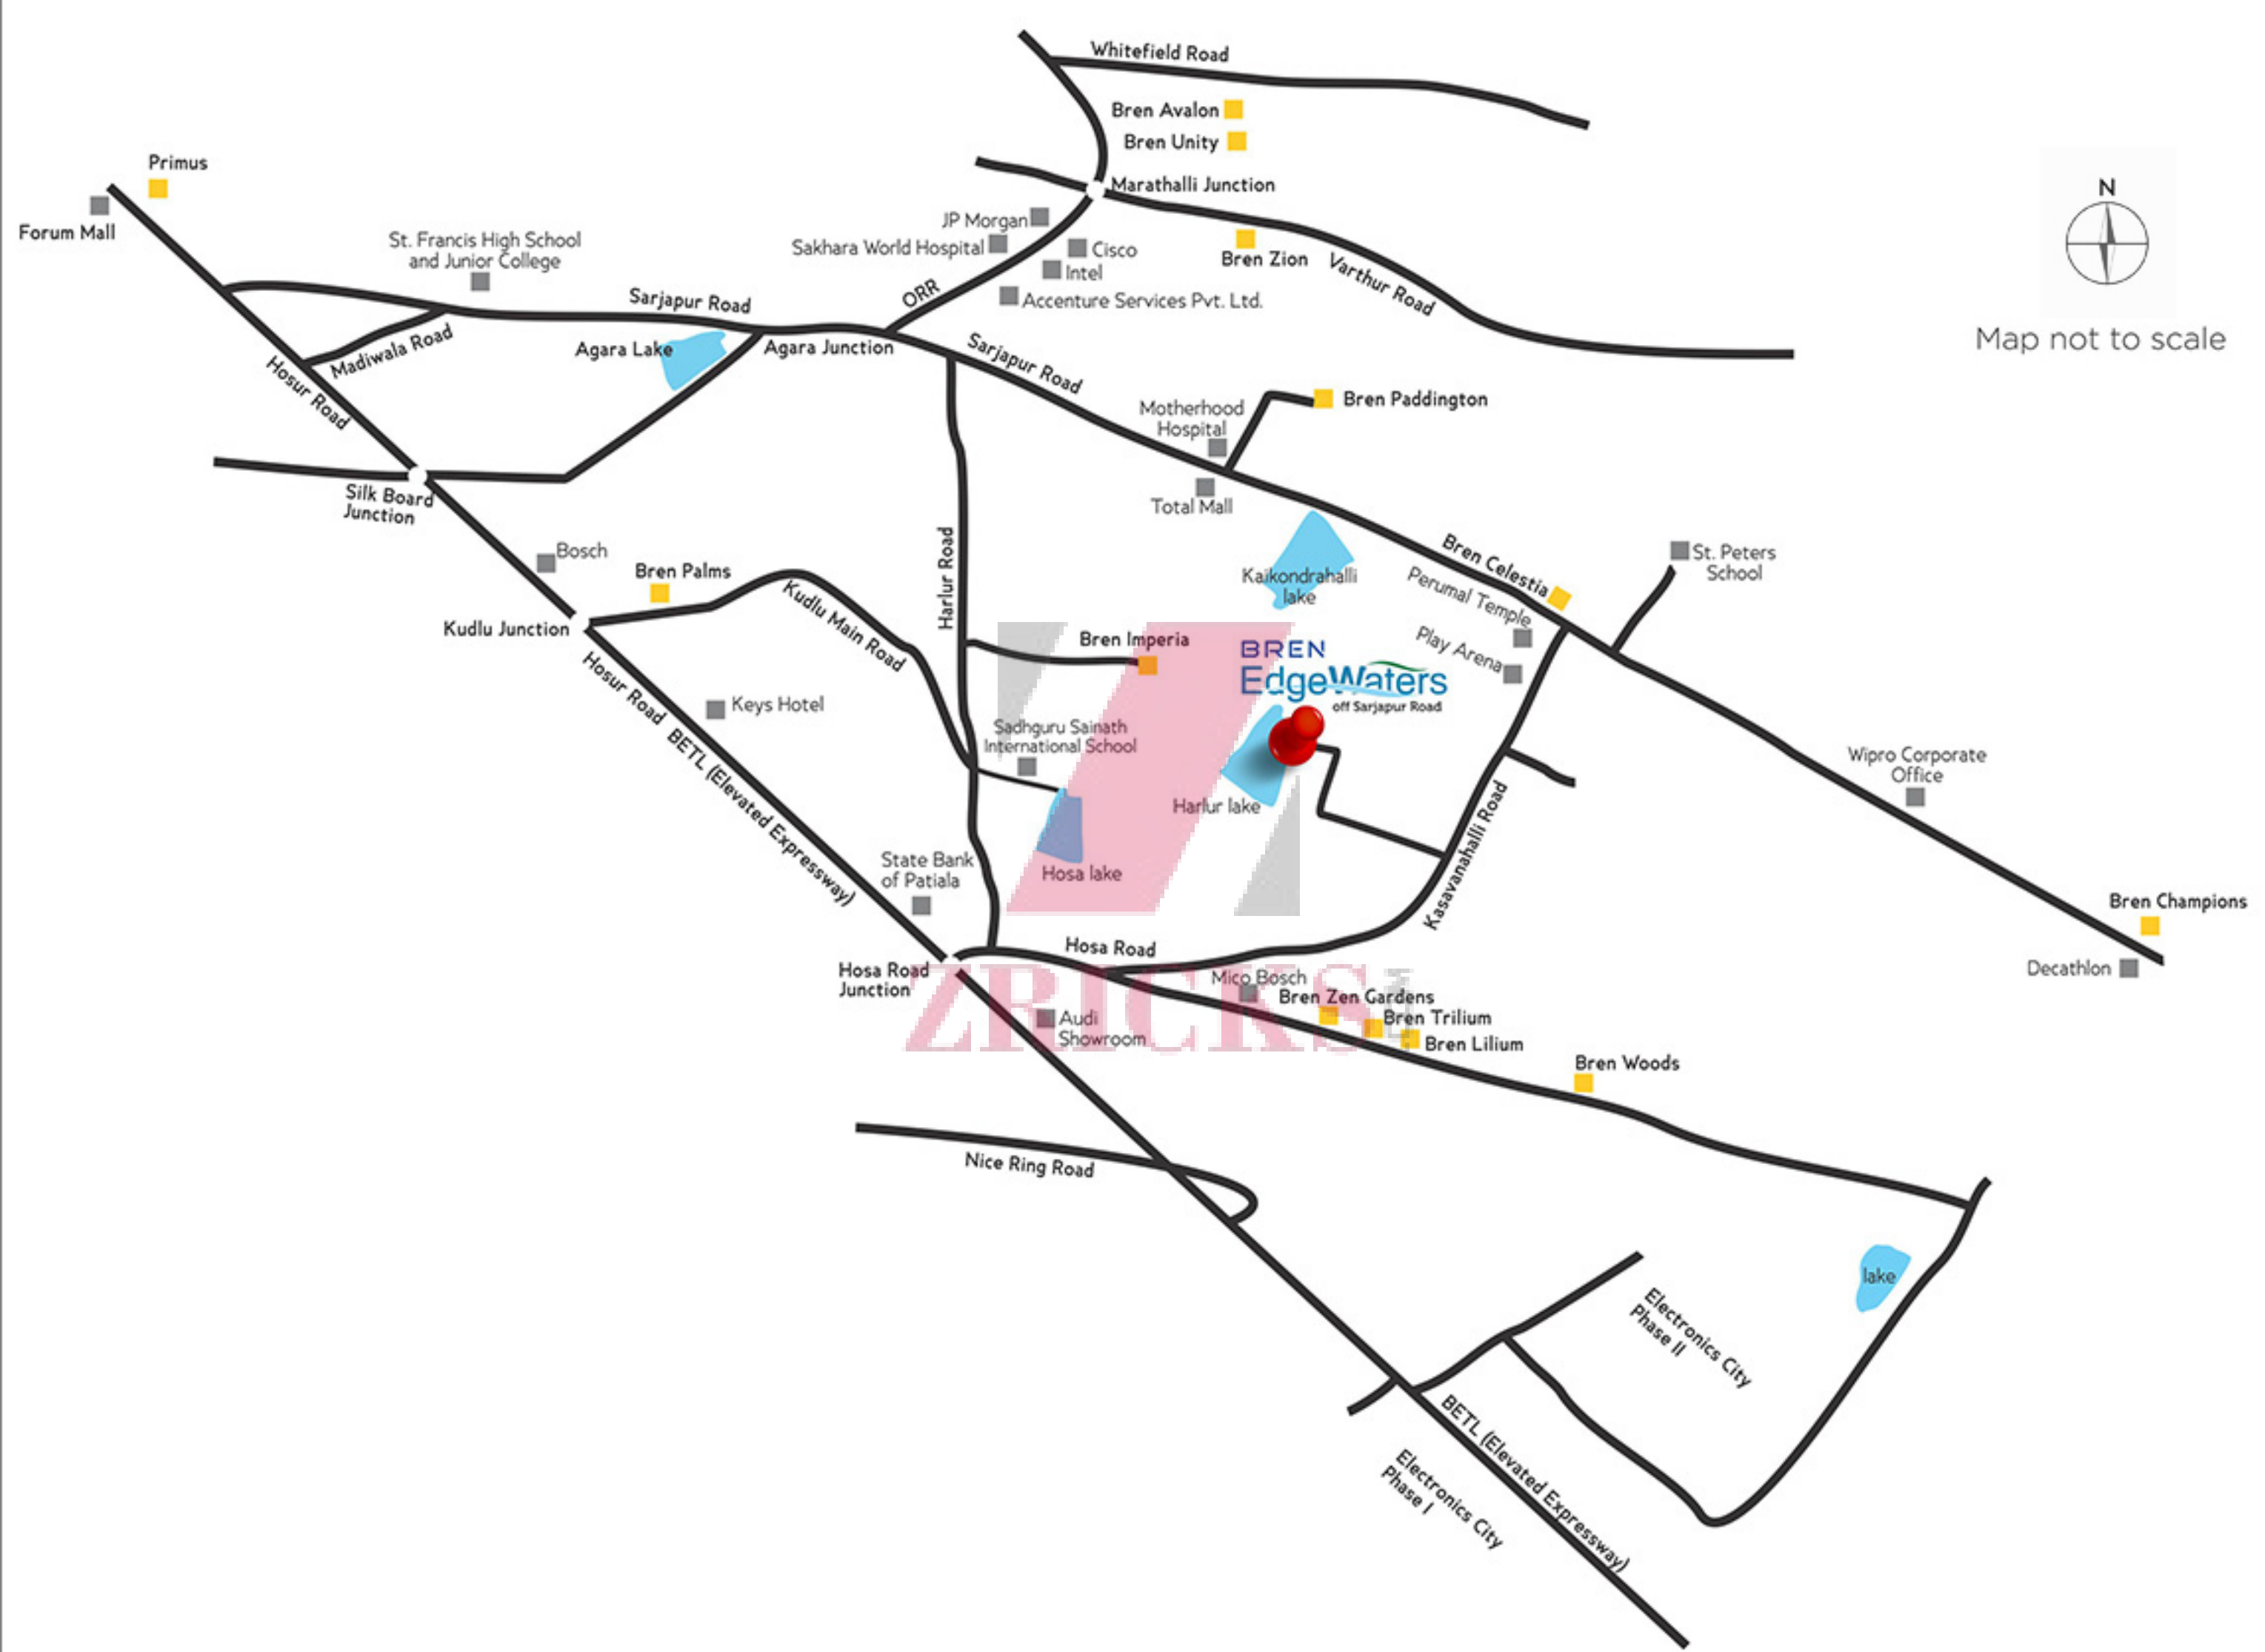 Whitefield Road
Bren Avalon
Bren Unity
Primus
Marathalli Junction
N
Forum Mall
JP Morgan
St. Francis High School
and Junior College
Sakhara World Hospital
Cisco
Bren Zion
Intel
Varthur Road
ORR
Accenture Services Pvt. Ltd.
Sarjapur Road
Map not to scale
Madiwala Road
Agara Lake
Agara Junction
Sarjapur Road
Hosur Road
Bren Paddington
Motherhood
Hospital
Silk Board
Junction
Total Mall
Bosch
Bren Palms
Harlur Road
Bren Celestia
St. Peters
School
Kaikondrahalli
lake
Perumal Temple
Kudlu Main Road
Kudlu Junction
Bren Imperia
BREN
EdgeWaters
off Sarjapur Road
Play Arena
Hosur Road
Keys Hotel
BETL (Elevated Expressway)
Sadhguru Sainath
International School
Wipro Corporate
Office
Harlur lake
Kasavanahalli Road
State Bank
of Patiala
Hosa lake
Bren Champions
Hosa Road
Hosa Road
Junction
Decathlon
Mico Bosch
ZRICKS
Bren Zen Gardens
Audi
Showroom
Bren Trilium
Bren Lilium
Bren Woods
Nice Ring Road
lake
Electronics City
Phase II
BETL (Elevated Expressway)
Electronics City
Phase I